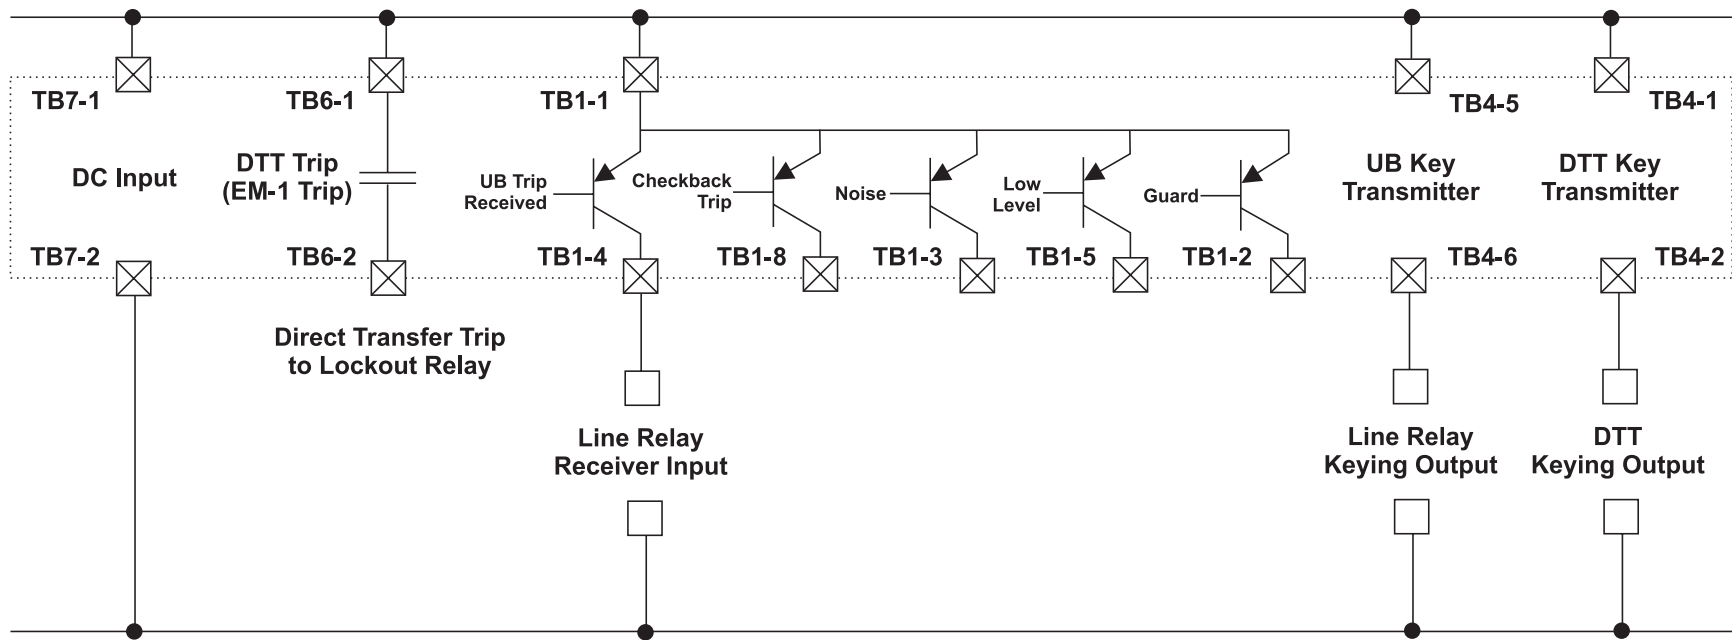 TB7-1
TB6-1
TB1-1
TB4-5
TB4-1
DC Input
DTT Trip
(EM-1 Trip)
UB Trip
Received
Checkback
Trip
Noise
Low
Level
Guard
UB Key
Transmitter
DTT Key
Transmitter
TB7-2
TB6-2
TB1-4
TB1-8
TB1-3
TB1-5
TB1-2
TB4-6
TB4-2
Direct Transfer Trip
to Lockout Relay
Line Relay
Receiver Input
Line Relay
Keying Output
DTT
Keying Output